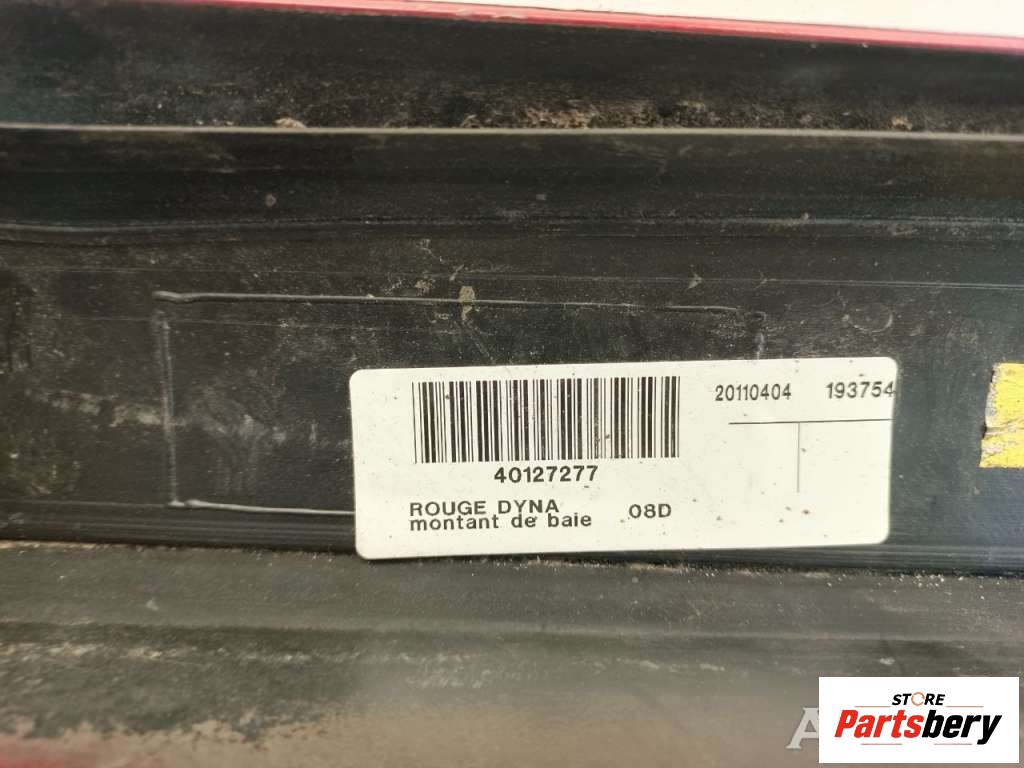 20110404 193754
40127277
ROUGE DYNA 08D
montant de baie
STORE
Partsbery